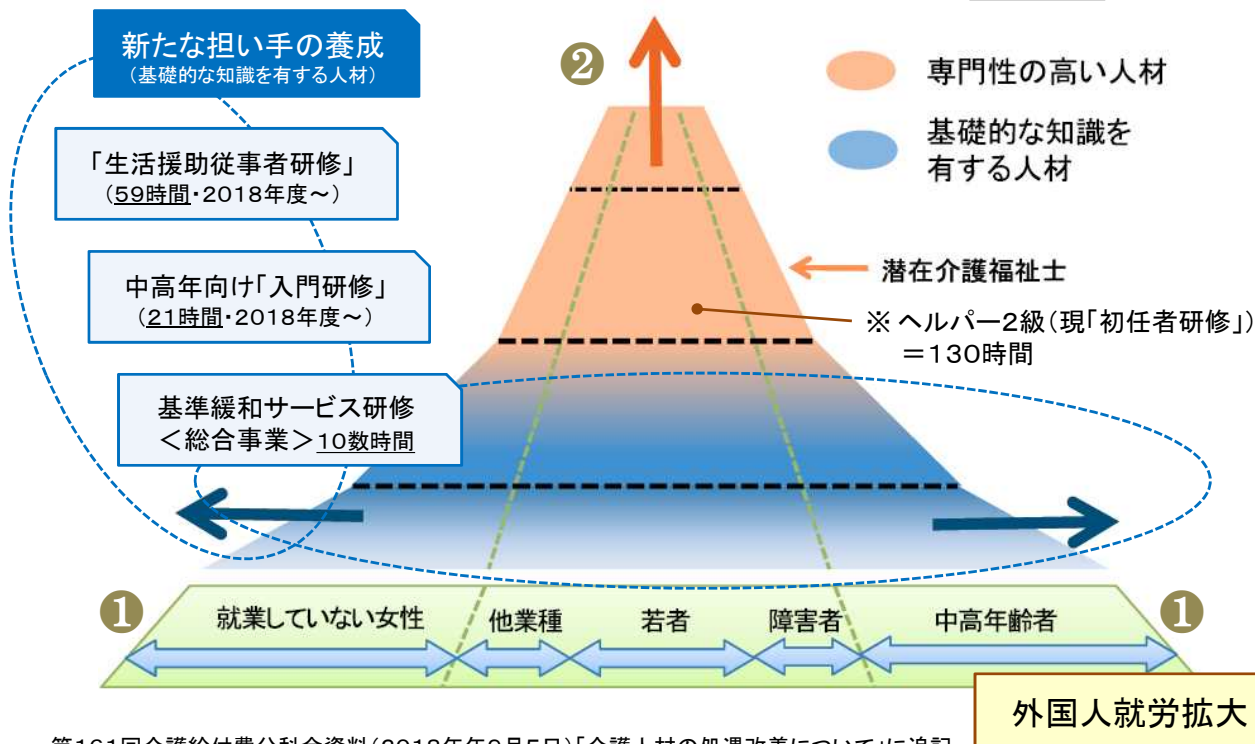 新たな担い手の養成
（基礎的な知識を有する人材）
「生活援助従事者研修」
（59時間・2018年度～）
中高年向け「入門研修」
（21時間・2018年度～）
基準緩和サービス研修
＜総合事業＞10数時間
❷
専門性の高い人材
基礎的な知識を
有する人材
潜在介護福祉士
※ ヘルパー2級（現「初任者研修」）
＝130時間
❶
就業していない女性
他業種
若者
障害者
中高年齢者
❶
外国人就労拡大